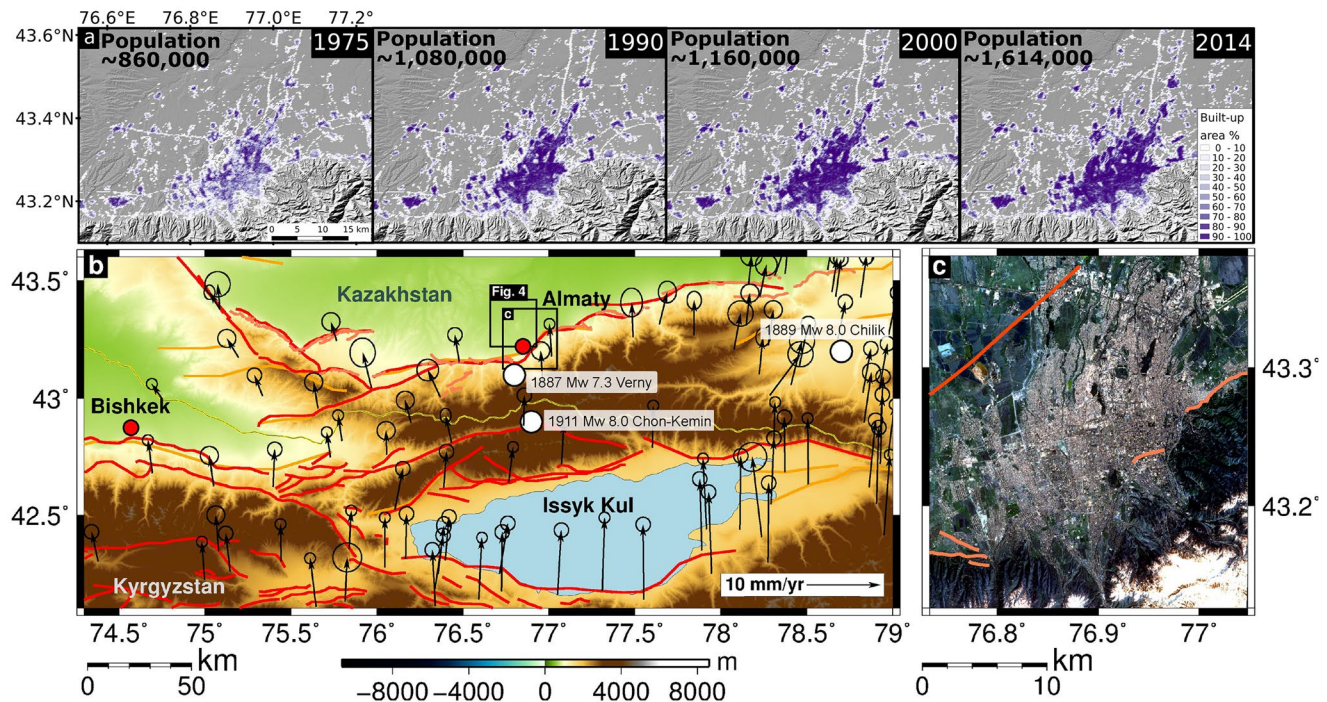 76.6°E 76.8° 77.0° 77.2°
43.6°N
43.4°
43.2°
a
Population
~860,000
1975
Population
~1,080,000
1990
Population
~1,160,000
2000
Population
~1,614,000
2014
0 5 10 15 km
Built-up
area %
0 - 10
10 - 20
20 - 30
30 - 40
40 - 50
50 - 60
60 - 70
70 - 80
80 - 90
90 - 100
b
43.5°
43°
42.5°
Kazakhstan
Fig. 4
c
Almaty
1889 Mw 8.0 Chilik
1887 Mw 7.3 Verny
Bishkek
1911 Mw 8.0 Chon-Kemin
Issyk Kul
Kyrgyzstan
10 mm/yr
74.5° 75° 75.5° 76° 76.5° 77° 77.5° 78° 78.5° 79°
km
0 50
m
−8000 −4000 0 4000 8000
c
43.3°
43.2°
76.8° 76.9° 77°
km
0 10